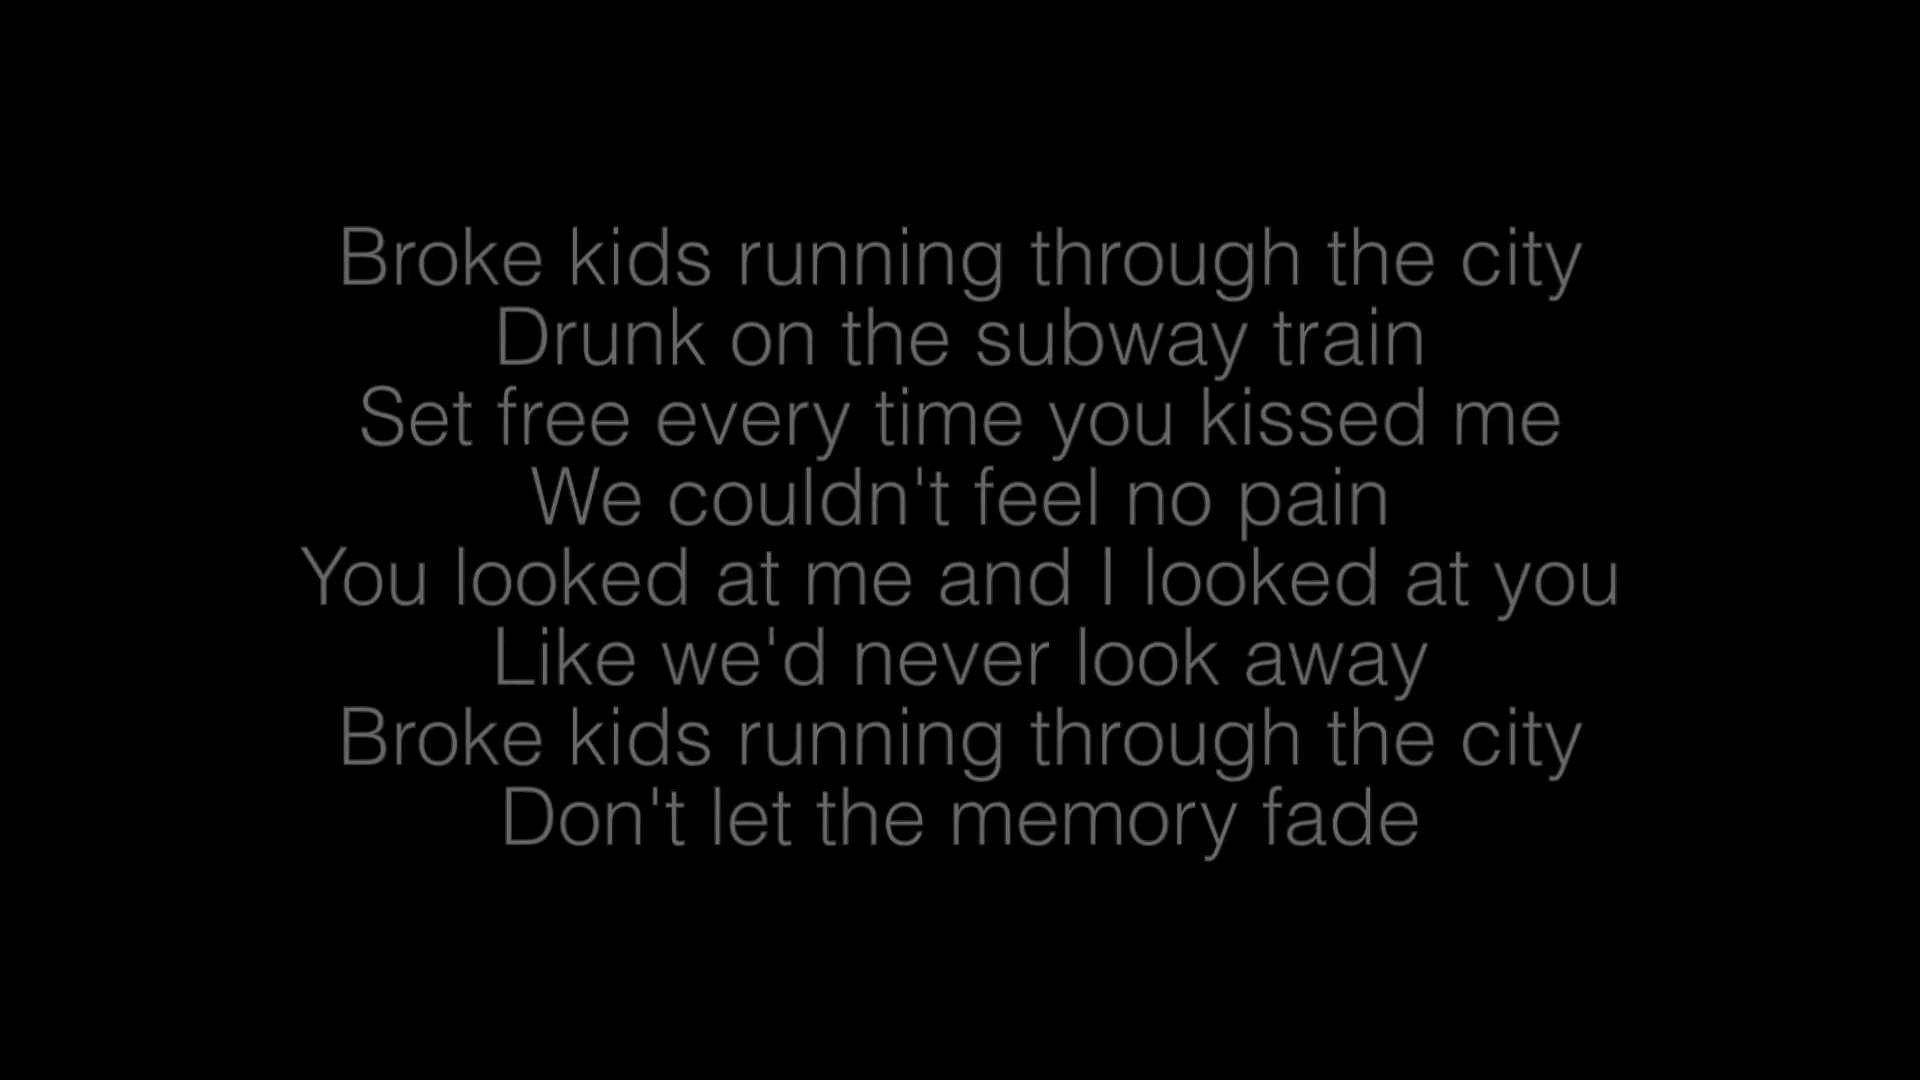 Broke kids running through the city
Drunk on the subway train
Set free every time you kissed me
We couldn't feel no pain
You looked at me and I looked at you
Like we'd never look away
Broke kids running through the city
Don't let the memory fade